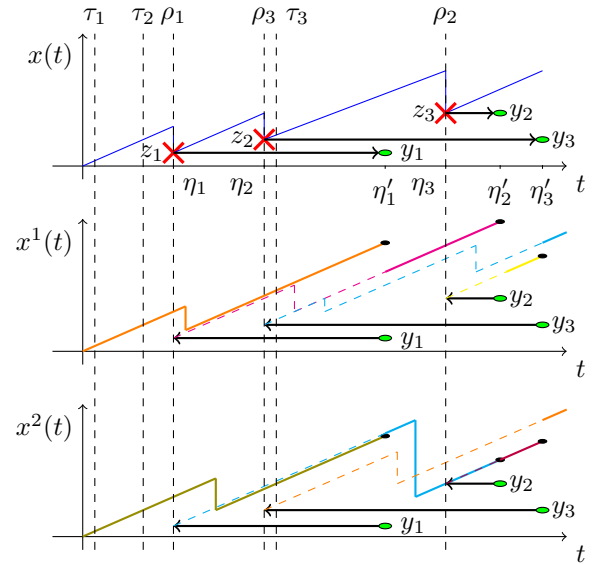 τ₁ τ₂ ρ₁ ρ₃ τ₃ ρ₂
x(t)
z₃ y₂
z₂ y₃
z₁ y₁
η₁ η₂ η′₁ η₃ η′₂ η′₃ t
x¹(t)
y₂
y₃
y₁
t
x²(t)
y₂
y₃
y₁
t